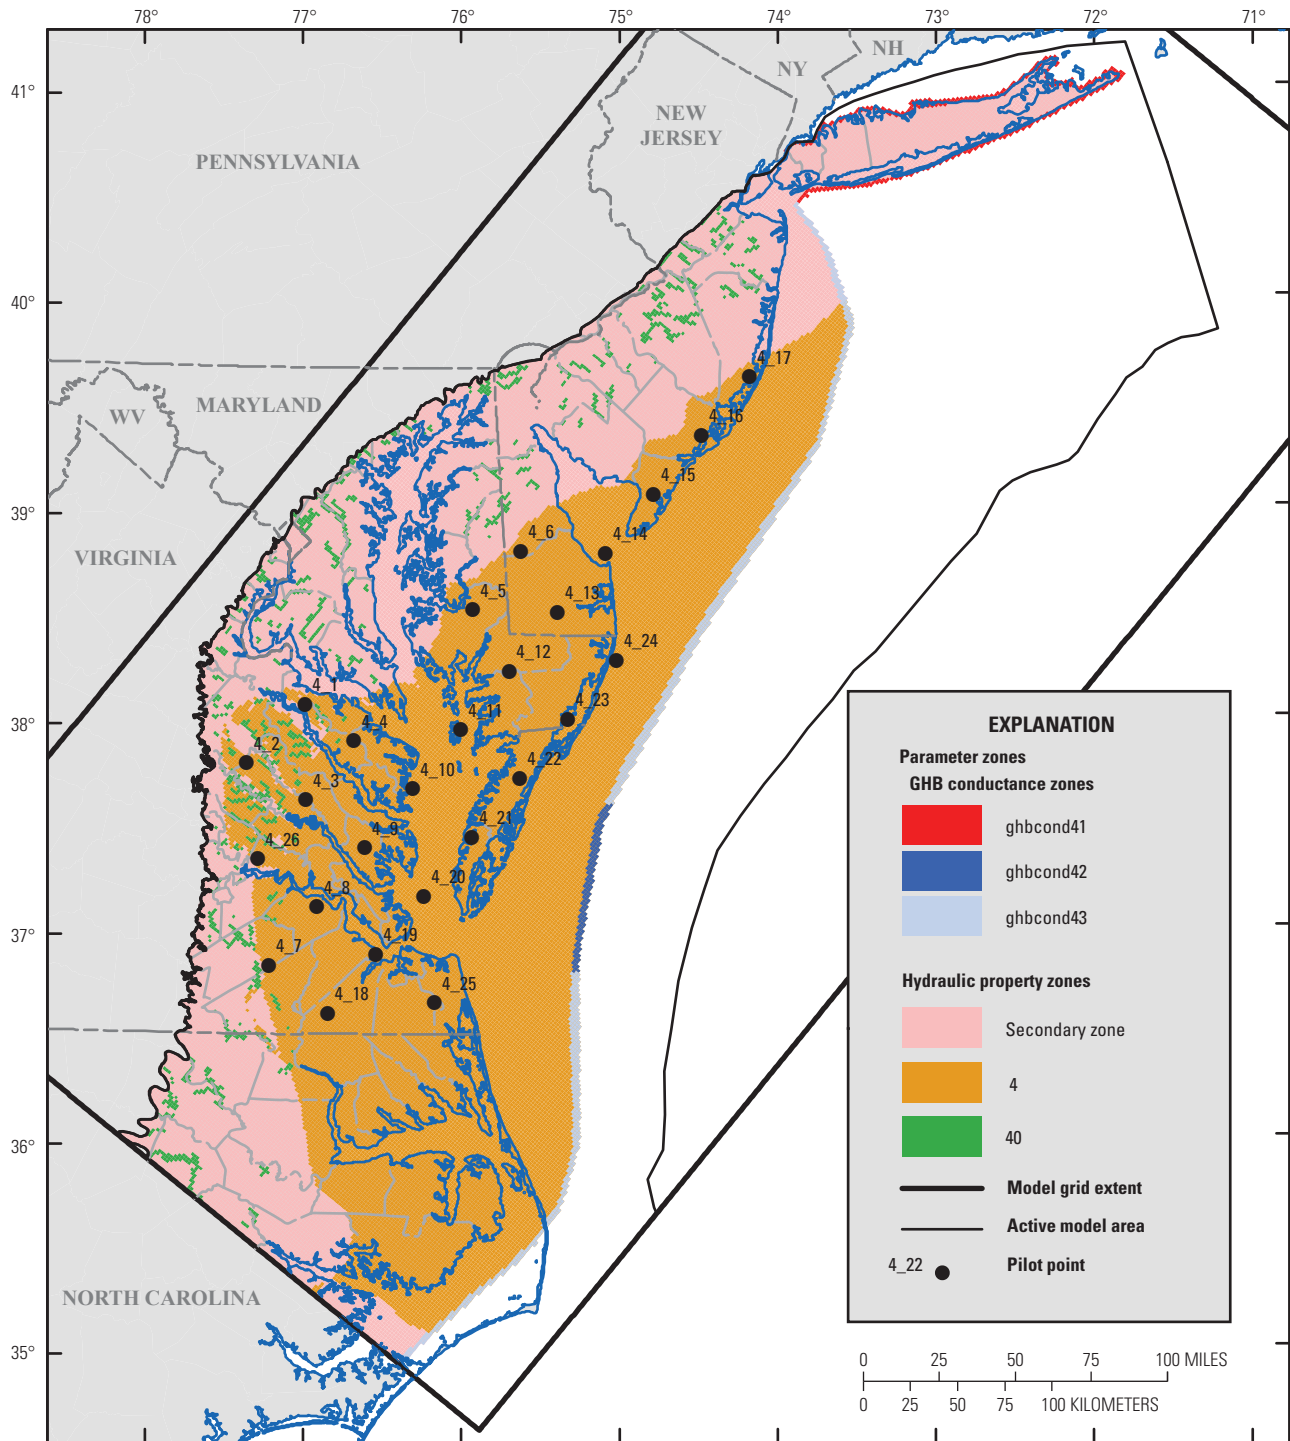 78° 77° 76° 75° 74° 73° 72° 71°
41°
40°
39°
38°
37°
36°
35°
NH
NY
NEW
JERSEY
PENNSYLVANIA
MARYLAND
WV
VIRGINIA
NORTH CAROLINA
4_17
4_16
4_15
4_14
4_6
4_5
4_13
4_24
4_12
4_1
4_23
4_11
4_4
4_2
4_22
4_10
4_3
4_21
4_9
4_26
4_20
4_8
4_19
4_7
4_25
4_18
EXPLANATION
Parameter zones
GHB conductance zones
ghbcond41
ghbcond42
ghbcond43
Hydraulic property zones
Secondary zone
4
40
Model grid extent
Active model area
4_22 Pilot point
0 25 50 75 100 MILES
0 25 50 75 100 KILOMETERS